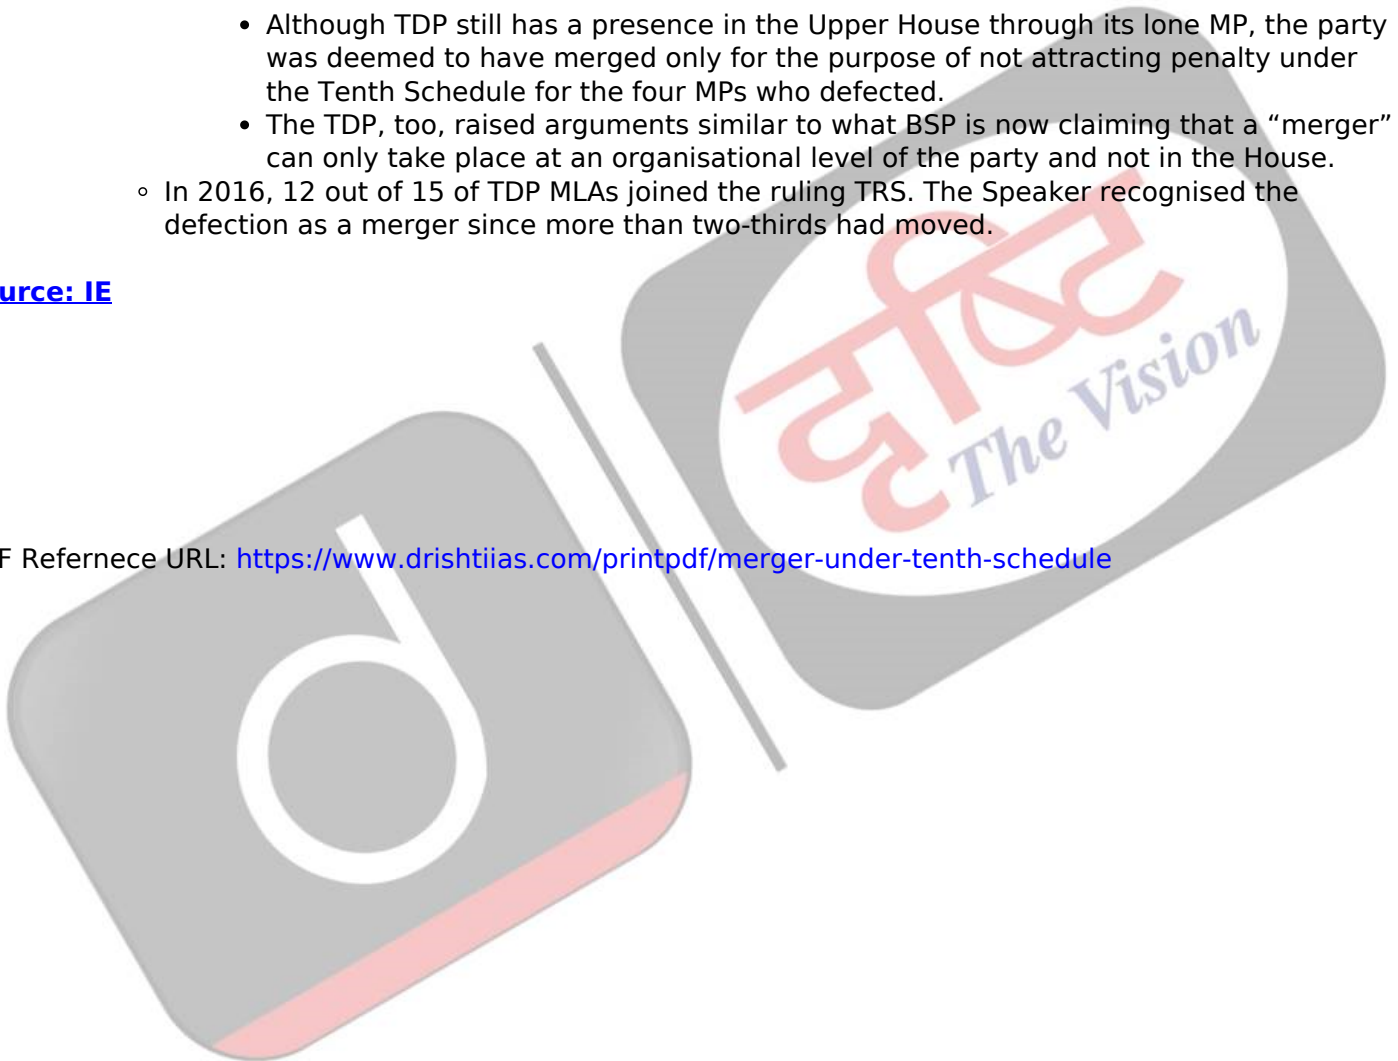 • Although TDP still has a presence in the Upper House through its lone MP, the party
was deemed to have merged only for the purpose of not attracting penalty under
the Tenth Schedule for the four MPs who defected.
• The TDP, too, raised arguments similar to what BSP is now claiming that a “merger”
can only take place at an organisational level of the party and not in the House.
◦ In 2016, 12 out of 15 of TDP MLAs joined the ruling TRS. The Speaker recognised the
defection as a merger since more than two-thirds had moved.
urce: IE
दृष्टि
The Vision
F Refernece URL: https://www.drishtiias.com/printpdf/merger-under-tenth-schedule
d